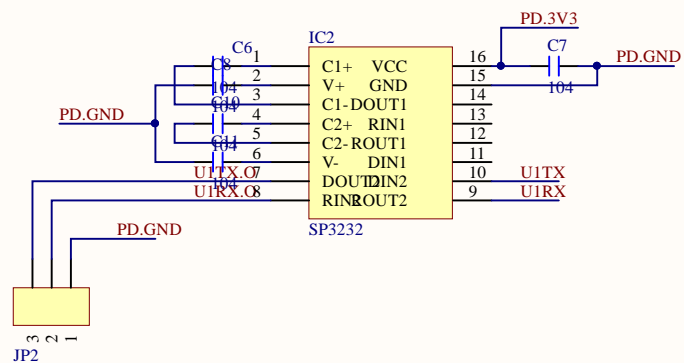 PD.3V3
C6
IC2
C7
1
C1+
VCC
16
PD.GND
C8
2
V+
GND
15
104
104
3
C1-
DOUT1
14
C10
104
PD.GND
4
C2+
RIN1
13
5
C2-
ROUT1
12
C11
6
V-
DIN1
11
104
U1TX.O
7
DOUT2
DIN2
10
U1TX
U1RX.O
8
RIN2
ROUT2
9
U1RX
SP3232
PD.GND
3
2
1
JP2